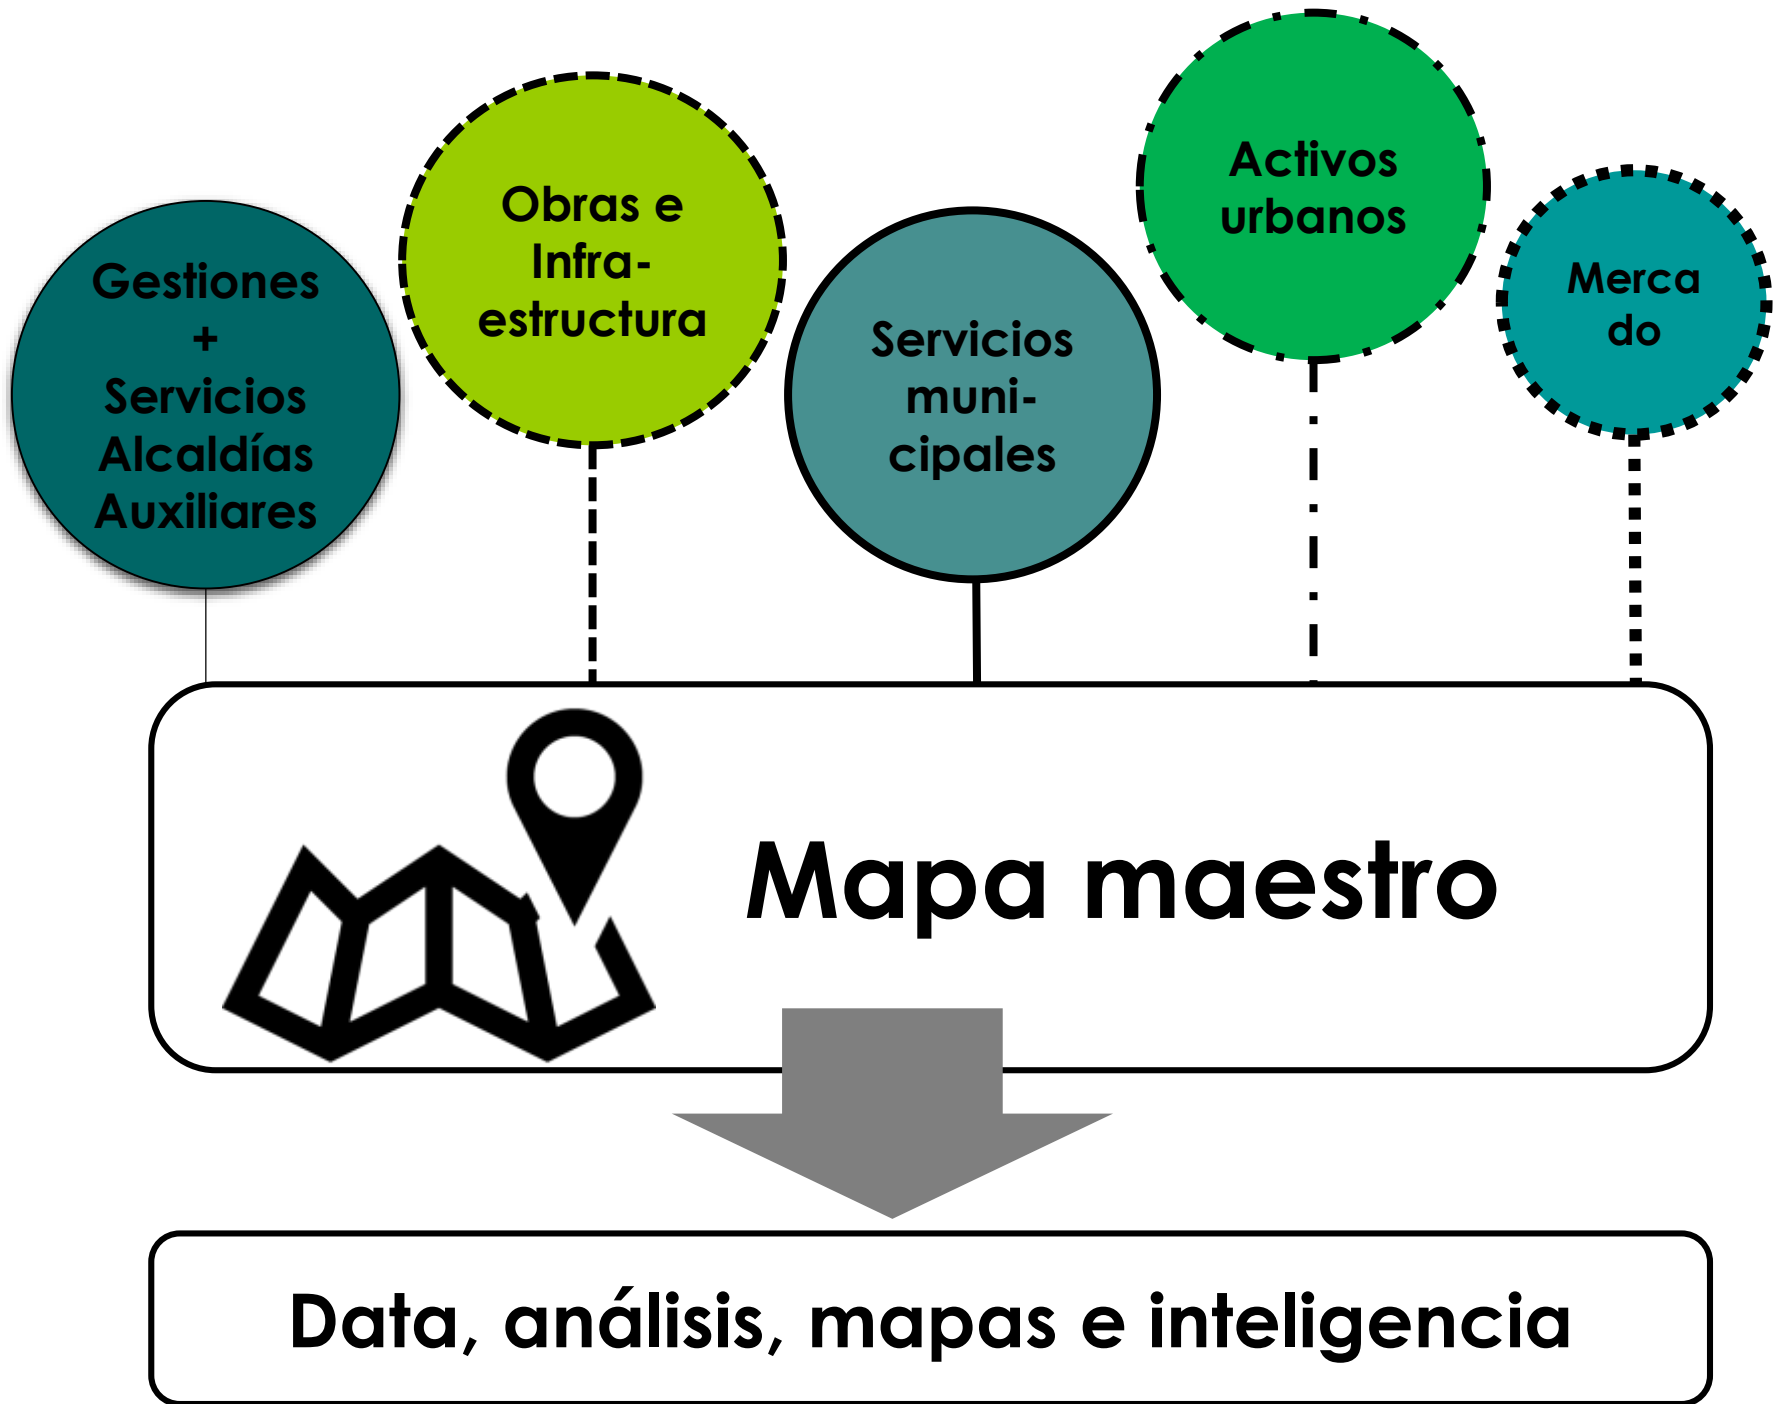 Gestiones
+
Servicios
Alcaldías
Auxiliares
Obras e
Infra-
estructura
Servicios
muni-
cipales
Activos
urbanos
Merca
do
Mapa maestro
Data, análisis, mapas e inteligencia